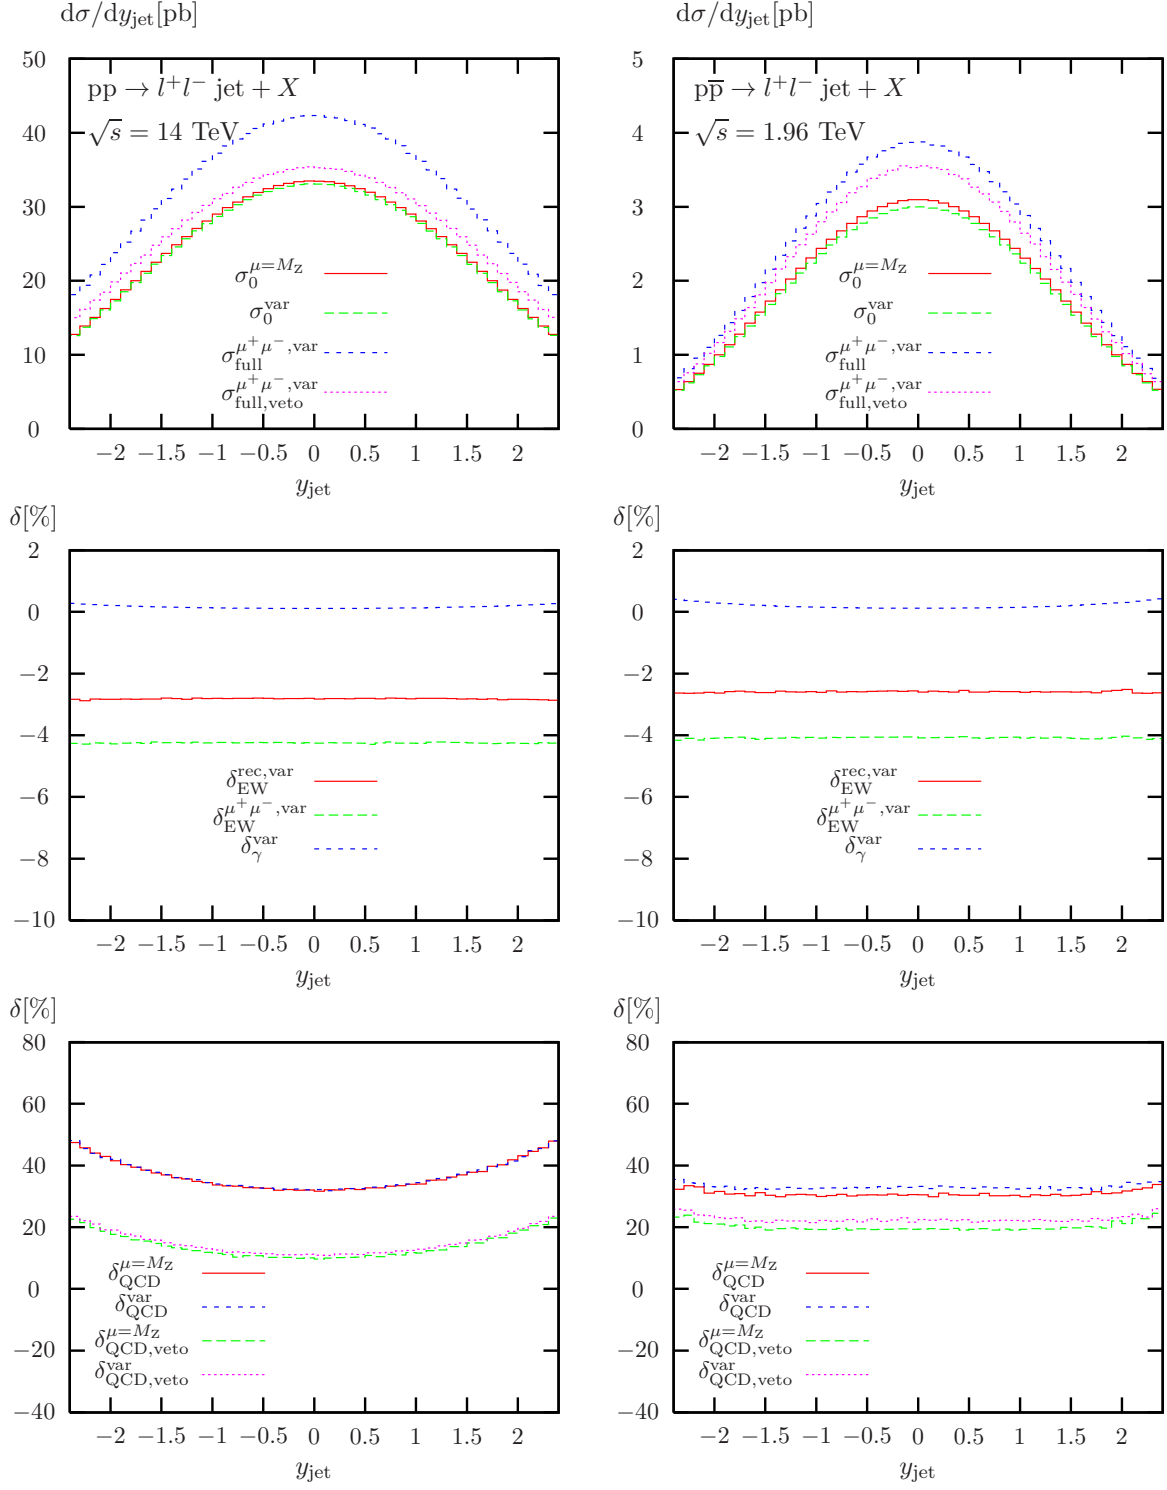 dσ/dy_jet[pb]
50
40
30
20
10
0
pp → l⁺l⁻ jet + X
√s = 14 TeV
σ_0^{μ=M_Z}
σ_0^{var}
σ_full^{μ⁺μ⁻,var}
σ_full,veto^{μ⁺μ⁻,var}
−2 −1.5 −1 −0.5 0 0.5 1 1.5 2
y_jet
dσ/dy_jet[pb]
5
4
3
2
1
0
pp̅ → l⁺l⁻ jet + X
√s = 1.96 TeV
σ_0^{μ=M_Z}
σ_0^{var}
σ_full^{μ⁺μ⁻,var}
σ_full,veto^{μ⁺μ⁻,var}
−2 −1.5 −1 −0.5 0 0.5 1 1.5 2
y_jet
δ[%]
2
0
−2
−4
−6
−8
−10
δ_EW^{rec,var}
δ_EW^{μ⁺μ⁻,var}
δ_γ^{var}
−2 −1.5 −1 −0.5 0 0.5 1 1.5 2
y_jet
δ[%]
2
0
−2
−4
−6
−8
−10
δ_EW^{rec,var}
δ_EW^{μ⁺μ⁻,var}
δ_γ^{var}
−2 −1.5 −1 −0.5 0 0.5 1 1.5 2
y_jet
δ[%]
80
60
40
20
0
−20
−40
δ_QCD^{μ=M_Z}
δ_QCD^{var}
δ_QCD,veto^{μ=M_Z}
δ_QCD,veto^{var}
−2 −1.5 −1 −0.5 0 0.5 1 1.5 2
y_jet
δ[%]
80
60
40
20
0
−20
−40
δ_QCD^{μ=M_Z}
δ_QCD^{var}
δ_QCD,veto^{μ=M_Z}
δ_QCD,veto^{var}
−2 −1.5 −1 −0.5 0 0.5 1 1.5 2
y_jet